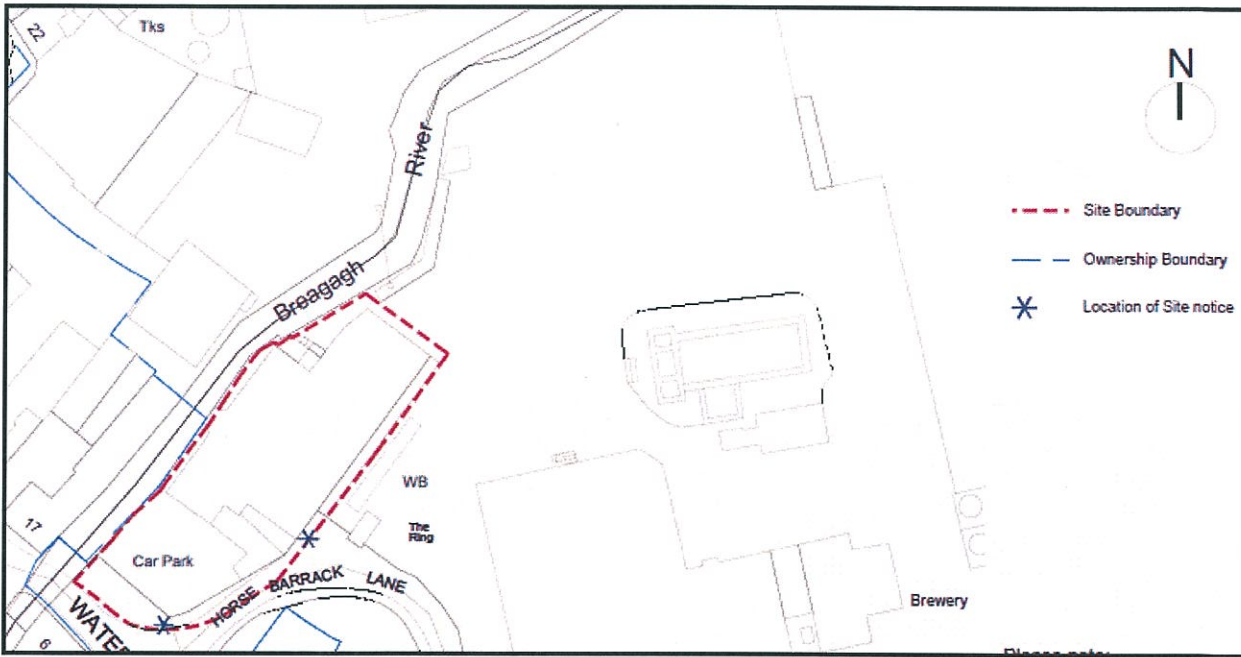 22
Tks
N
River
Site Boundary
Ownership Boundary
Location of Site notice
Breagagh
WB
The
Ring
17
Car Park
HORSE BARRACK LANE
WATER
6
Brewery